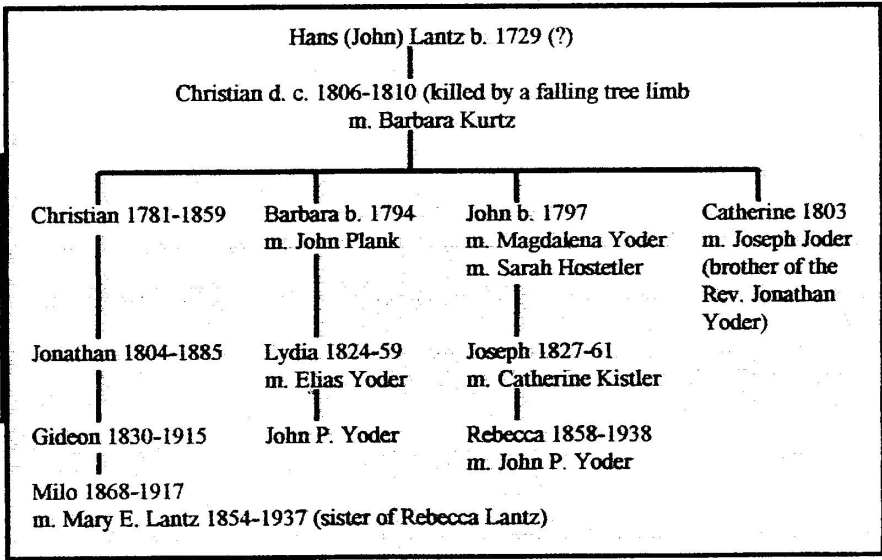 Hans (John) Lantz b. 1729 (?)
Christian d. c. 1806-1810 (killed by a falling tree limb
m. Barbara Kurtz
Christian 1781-1859
Barbara b. 1794
m. John Plank
John b. 1797
m. Magdalena Yoder
m. Sarah Hostetler
Catherine 1803
m. Joseph Joder
(brother of the
Rev. Jonathan
Yoder)
Jonathan 1804-1885
Lydia 1824-59
m. Elias Yoder
Joseph 1827-61
m. Catherine Kistler
Gideon 1830-1915
John P. Yoder
Rebecca 1858-1938
m. John P. Yoder
Milo 1868-1917
m. Mary E. Lantz 1854-1937 (sister of Rebecca Lantz)